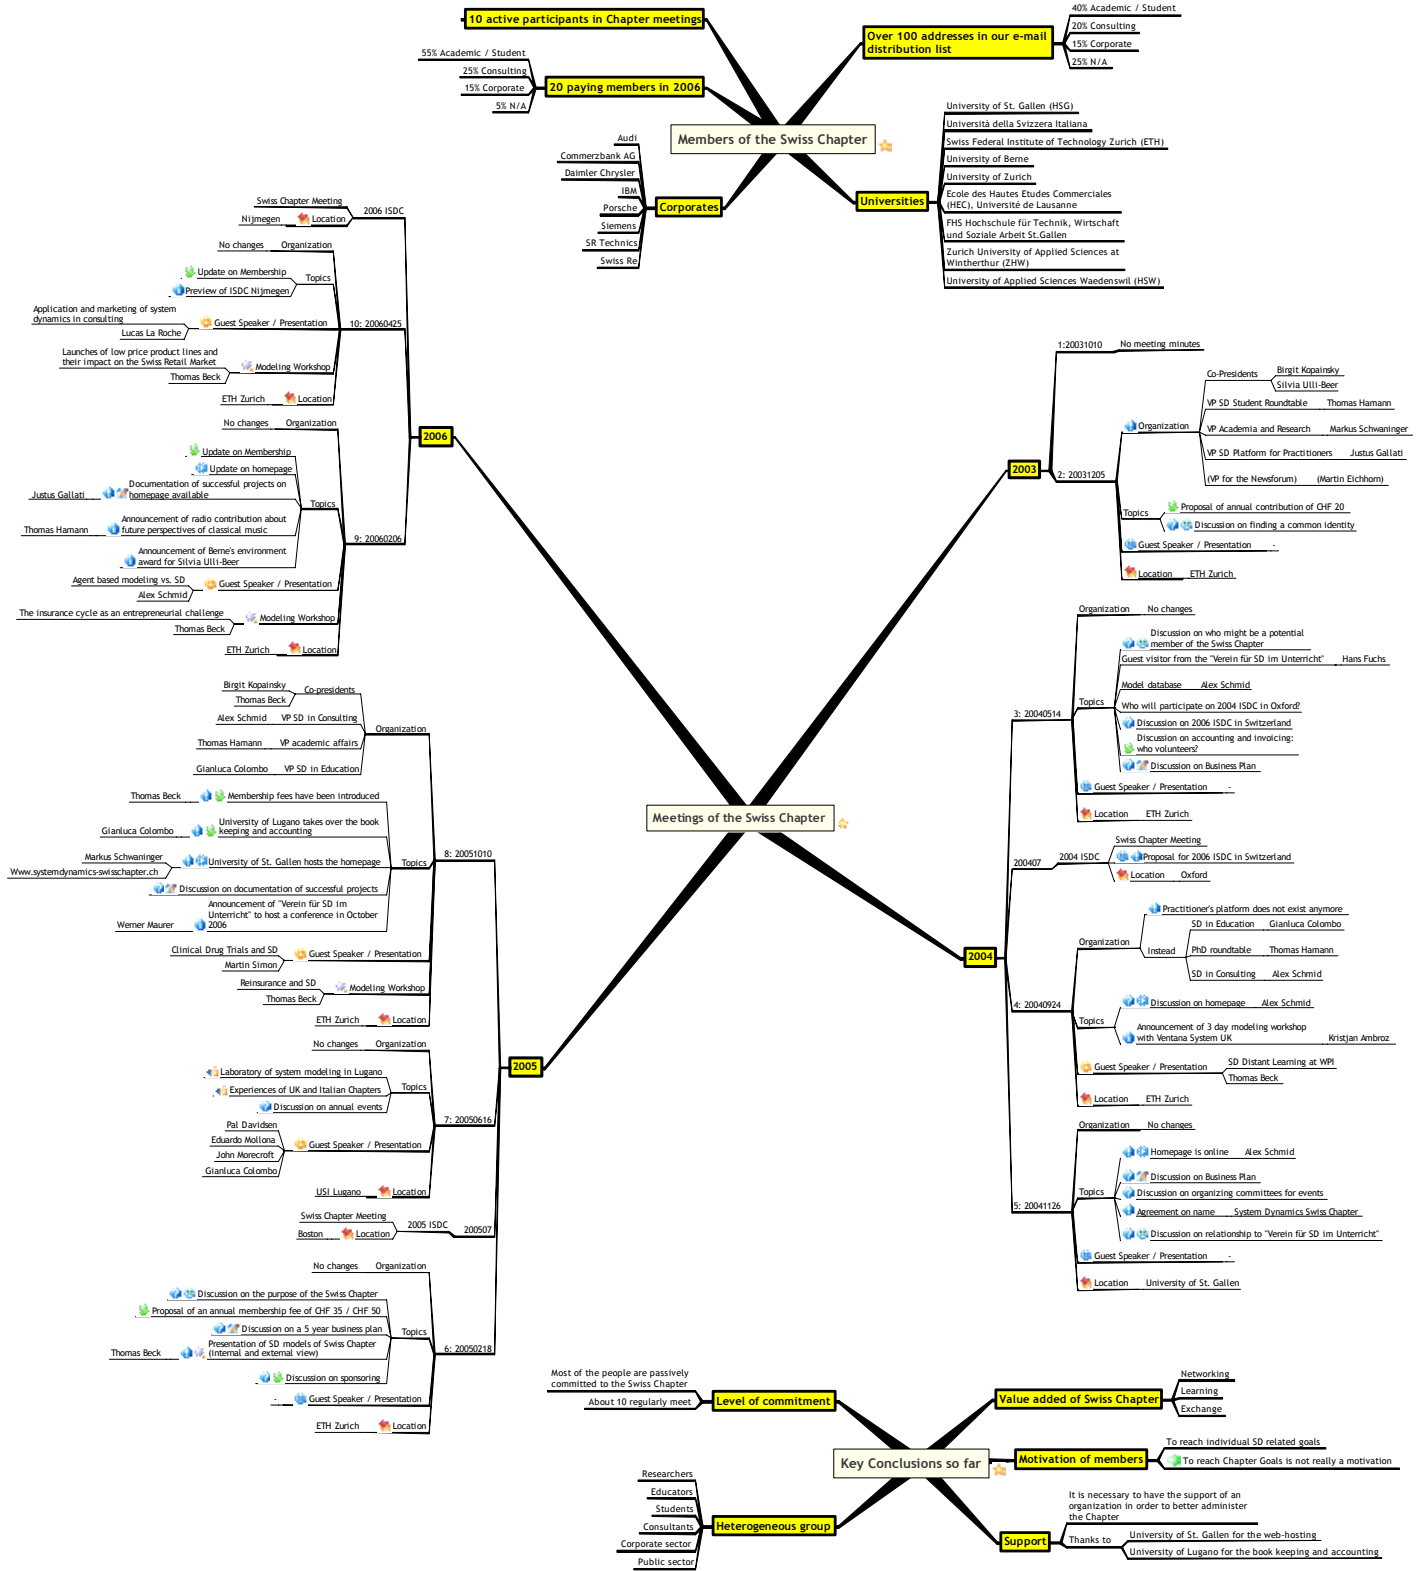 10 active participants in Chapter meetings
55% Academic / Student
25% Consulting
15% Corporate
5% N/A
20 paying members in 2006
Over 100 addresses in our e-mail
distribution list
40% Academic / Student
20% Consulting
15% Corporate
25% N/A
Members of the Swiss Chapter
Audi
Commerzbank AG
Daimler Chrysler
IBM
Porsche
Siemens
SR Technics
Swiss Re
Corporates
Universities
University of St. Gallen (HSG)
Università della Svizzera Italiana
Swiss Federal Institute of Technology Zurich (ETH)
University of Berne
University of Zurich
Ecole des Hautes Etudes Commerciales
(HEC), Université de Lausanne
FHS Hochschule für Technik, Wirtschaft
und Soziale Arbeit St.Gallen
Zurich University of Applied Sciences at
Wintherthur (ZHW)
University of Applied Sciences Waedenswil (HSW)
Meetings of the Swiss Chapter
2003
1:20031010
No meeting minutes
2: 20031205
Organization
Co-Presidents
Birgit Kopainsky
Silvia Ulli-Beer
VP SD Student Roundtable
Thomas Hamann
VP Academia and Research
Markus Schwaninger
VP SD Platform for Practitioners
Justus Gallati
(VP for the Newsforum)
(Martin Eichhorn)
Topics
Proposal of annual contribution of CHF 20
Discussion on finding a common identity
Guest Speaker / Presentation
-
Location
ETH Zurich
2004
3: 20040514
Organization
No changes
Topics
Discussion on who might be a potential
member of the Swiss Chapter
Guest visitor from the "Verein für SD im Unterricht"
Hans Fuchs
Model database
Alex Schmid
Who will participate on 2004 ISDC in Oxford?
Discussion on 2006 ISDC in Switzerland
Discussion on accounting and invoicing:
who volunteers?
Discussion on Business Plan
Guest Speaker / Presentation
-
Location
ETH Zurich
200407
2004 ISDC
Swiss Chapter Meeting
Proposal for 2006 ISDC in Switzerland
Location
Oxford
4: 20040924
Organization
Practitioner's platform does not exist anymore
Instead
SD in Education
Gianluca Colombo
PhD roundtable
Thomas Hamann
SD in Consulting
Alex Schmid
Topics
Discussion on homepage
Alex Schmid
Announcement of 3 day modeling workshop
with Ventana System UK
Kristjan Ambroz
Guest Speaker / Presentation
SD Distant Learning at WPI
Thomas Beck
Location
ETH Zurich
5: 20041126
Organization
No changes
Topics
Homepage is online
Alex Schmid
Discussion on Business Plan
Discussion on organizing committees for events
Agreement on name
System Dynamics Swiss Chapter
Discussion on relationship to "Verein für SD im Unterricht"
Guest Speaker / Presentation
-
Location
University of St. Gallen
2006
2006 ISDC
Swiss Chapter Meeting
Nijmegen
Location
10: 20060425
No changes
Organization
Topics
Update on Membership
Preview of ISDC Nijmegen
Application and marketing of system
dynamics in consulting
Lucas La Roche
Guest Speaker / Presentation
Launches of low price product lines and
their impact on the Swiss Retail Market
Thomas Beck
Modeling Workshop
ETH Zurich
Location
9: 20060206
No changes
Organization
Topics
Update on Membership
Update on homepage
Justus Gallati
Documentation of successful projects on
homepage available
Thomas Hamann
Announcement of radio contribution about
future perspectives of classical music
Announcement of Berne's environment
award for Silvia Ulli-Beer
Agent based modeling vs. SD
Alex Schmid
Guest Speaker / Presentation
The insurance cycle as an entrepreneurial challenge
Thomas Beck
Modeling Workshop
ETH Zurich
Location
2005
8: 20051010
Birgit Kopainsky
Thomas Beck
Co-presidents
Alex Schmid
VP SD in Consulting
Organization
Thomas Hamann
VP academic affairs
Gianluca Colombo
VP SD in Education
Topics
Thomas Beck
Membership fees have been introduced
Gianluca Colombo
University of Lugano takes over the book
keeping and accounting
Markus Schwaninger
Www.systemdynamics-swisschapter.ch
University of St. Gallen hosts the homepage
Discussion on documentation of successful projects
Werner Maurer
Announcement of "Verein für SD im
Unterricht" to host a conference in October
2006
Clinical Drug Trials and SD
Martin Simon
Guest Speaker / Presentation
Reinsurance and SD
Thomas Beck
Modeling Workshop
ETH Zurich
Location
7: 20050616
No changes
Organization
Topics
Laboratory of system modeling in Lugano
Experiences of UK and Italian Chapters
Discussion on annual events
Pal Davidsen
Eduardo Mollona
John Morecroft
Gianluca Colombo
Guest Speaker / Presentation
USI Lugano
Location
200507
2005 ISDC
Swiss Chapter Meeting
Boston
Location
6: 20050218
No changes
Organization
Topics
Discussion on the purpose of the Swiss Chapter
Proposal of an annual membership fee of CHF 35 / CHF 50
Discussion on a 5 year business plan
Thomas Beck
Presentation of SD models of Swiss Chapter
(internal and external view)
Discussion on sponsoring
-
Guest Speaker / Presentation
ETH Zurich
Location
Key Conclusions so far
Most of the people are passively
committed to the Swiss Chapter
About 10 regularly meet
Level of commitment
Researchers
Educators
Students
Consultants
Corporate sector
Public sector
Heterogeneous group
Value added of Swiss Chapter
Networking
Learning
Exchange
Motivation of members
To reach individual SD related goals
To reach Chapter Goals is not really a motivation
Support
It is necessary to have the support of an
organization in order to better administer
the Chapter
Thanks to
University of St. Gallen for the web-hosting
University of Lugano for the book keeping and accounting